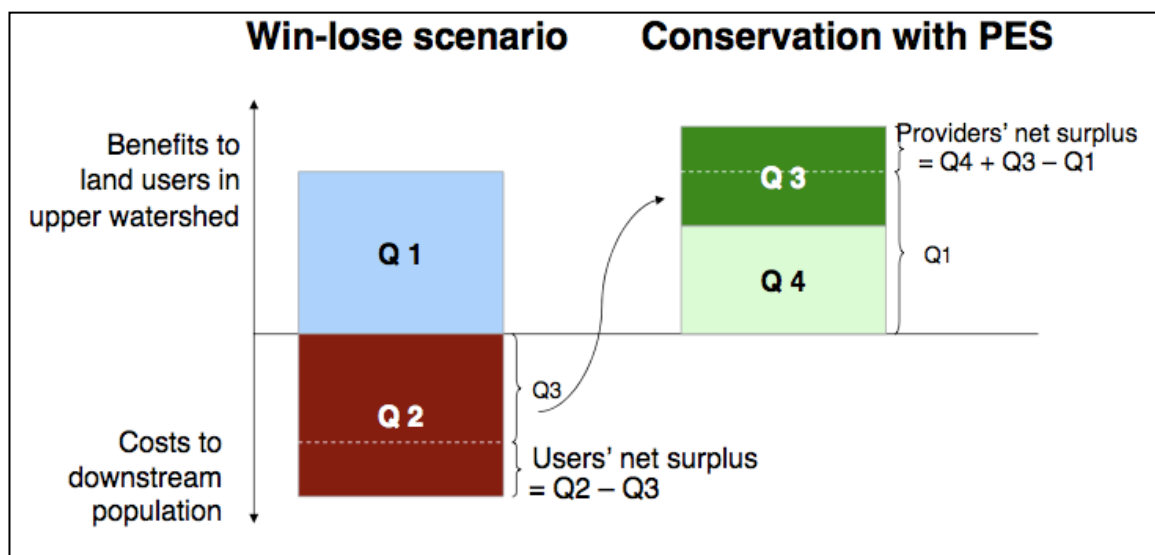 Win-lose scenario
Conservation with PES
Benefits to
land users in
upper watershed
Costs to
downstream
population
Q 1
Q 2
Q3
Users’ net surplus
= Q2 – Q3
Q 3
Q 4
Providers’ net surplus
= Q4 + Q3 – Q1
Q1